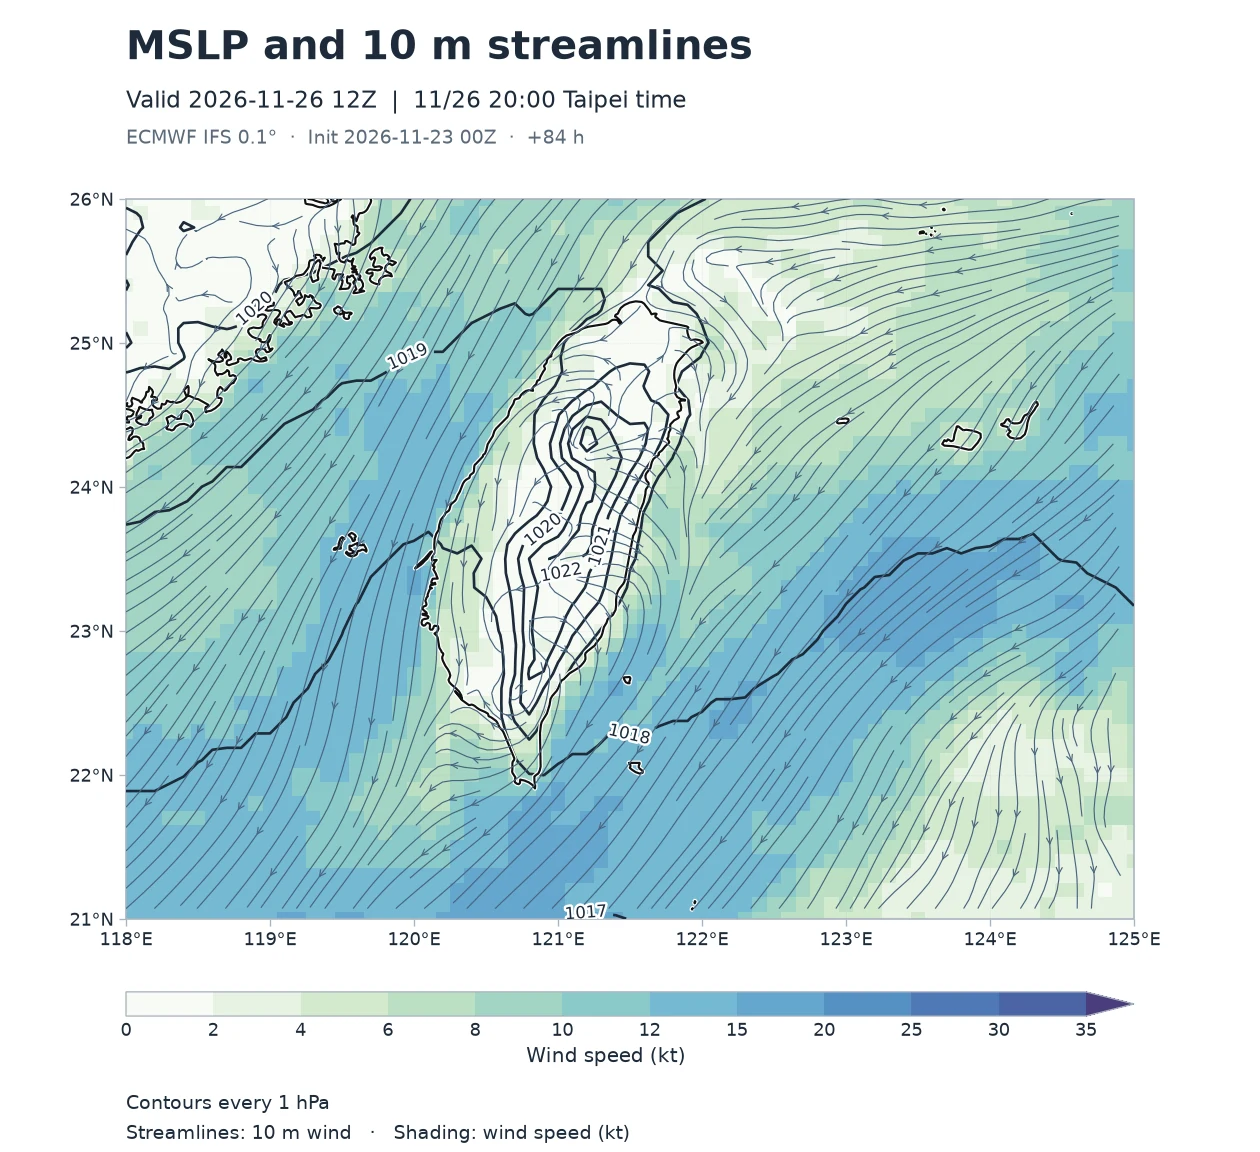 MSLP and 10 m streamlines
Valid 2026-11-26 12Z | 11/26 20:00 Taipei time
ECMWF IFS 0.1° · Init 2026-11-23 00Z · +84 h
26°N
25°N
24°N
23°N
22°N
21°N
1020
1019
1020
1021
1022
1018
1017
118°E 119°E 120°E 121°E 122°E 123°E 124°E 125°E
0 2 4 6 8 10 12 15 20 25 30 35
Wind speed (kt)
Contours every 1 hPa
Streamlines: 10 m wind · Shading: wind speed (kt)